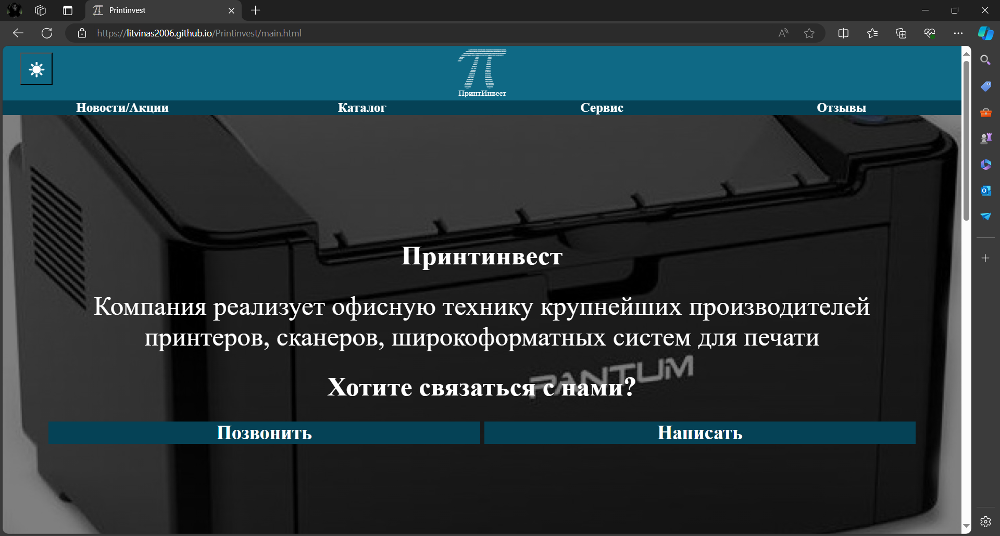 Printinvest
https://litvinas2006.github.io/Printinvest/main.html
ПринтИнвест
Новости/Акции
Каталог
Сервис
Отзывы
Принтинвест
Компания реализует офисную технику крупнейших производителей
принтеров, сканеров, широкоформатных систем для печати
PANTUM
Хотите связаться с нами?
Позвонить
Написать